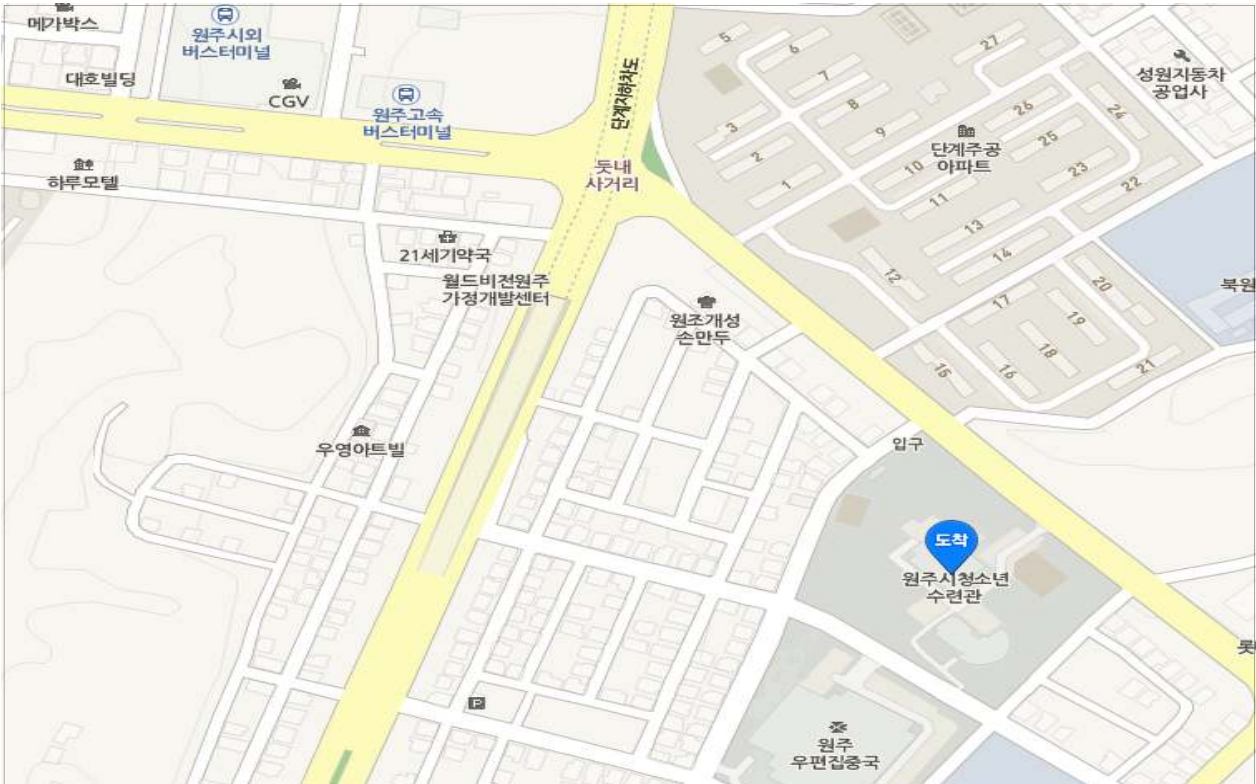 메가박스
원주시외
버스터미널
대호빌딩
CGV
원주고속
버스터미널
단계지하차도
하루모텔
둣내
사거리
21세기약국
월드비전원주
가정개발센터
원조개성
손만두
우영아트빌
성원지동차
공업사
단계주공
아파트
5
6
7
8
9
27
26
25
24
23
22
3
2
1
10
11
13
14
12
17
20
19
18
15
16
21
북원
입구
도착
원주시청소년
수련관
롯데
P
원주
우편집중국